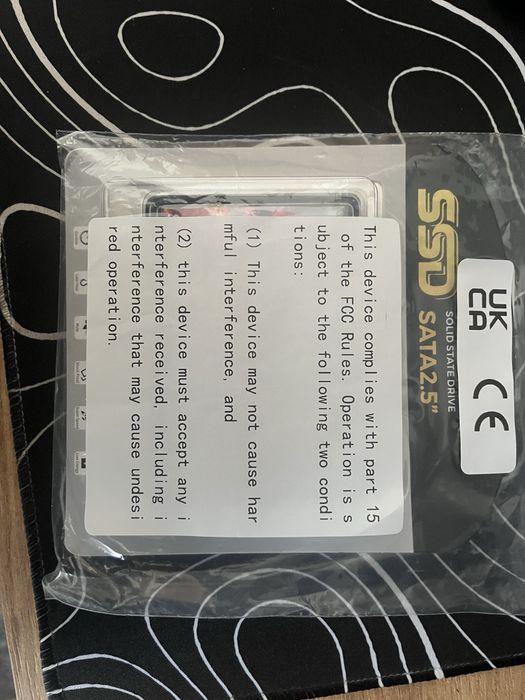 SSD
SOLID STATE DRIVE
SATA2.5"
UK
CA
CE
This device complies with part 15
of the FCC Rules. Operation is s
ubject to the following two condi
tions:
(1) This device may not cause har
mful interference, and
(2) this device must accept any i
nterference received, including i
nterference that may cause undesi
red operation.